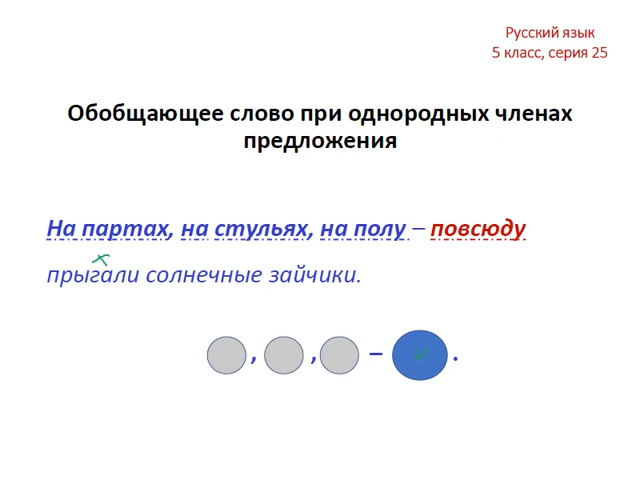 Русский язык
5 класс, серия 25
Обобщающее слово при однородных членах
предложения
На партах, на стульях, на полу – повсюду
прыгали солнечные зайчики.
, , – .